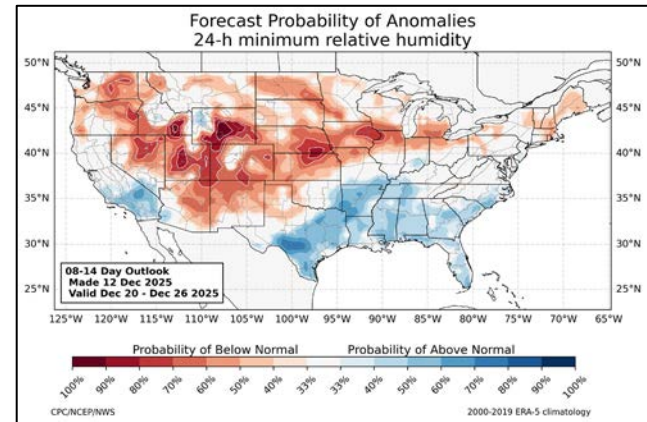 Forecast Probability of Anomalies
24-h minimum relative humidity
50°N
50°N
45°N
45°N
40°N
40°N
35°N
35°N
30°N
30°N
25°N
25°N
08-14 Day Outlook
Made 12 Dec 2025
Valid Dec 20 - Dec 26 2025
125°W 120°W 115°W 110°W 105°W 100°W 95°W 90°W 85°W 80°W 75°W 70°W 65°W
Probability of Below Normal Probability of Above Normal
100% 90% 80% 70% 60% 50% 40% 33% 33% 40% 50% 60% 70% 80% 90% 100%
CPC/NCEP/NWS 2000-2019 ERA-5 climatology